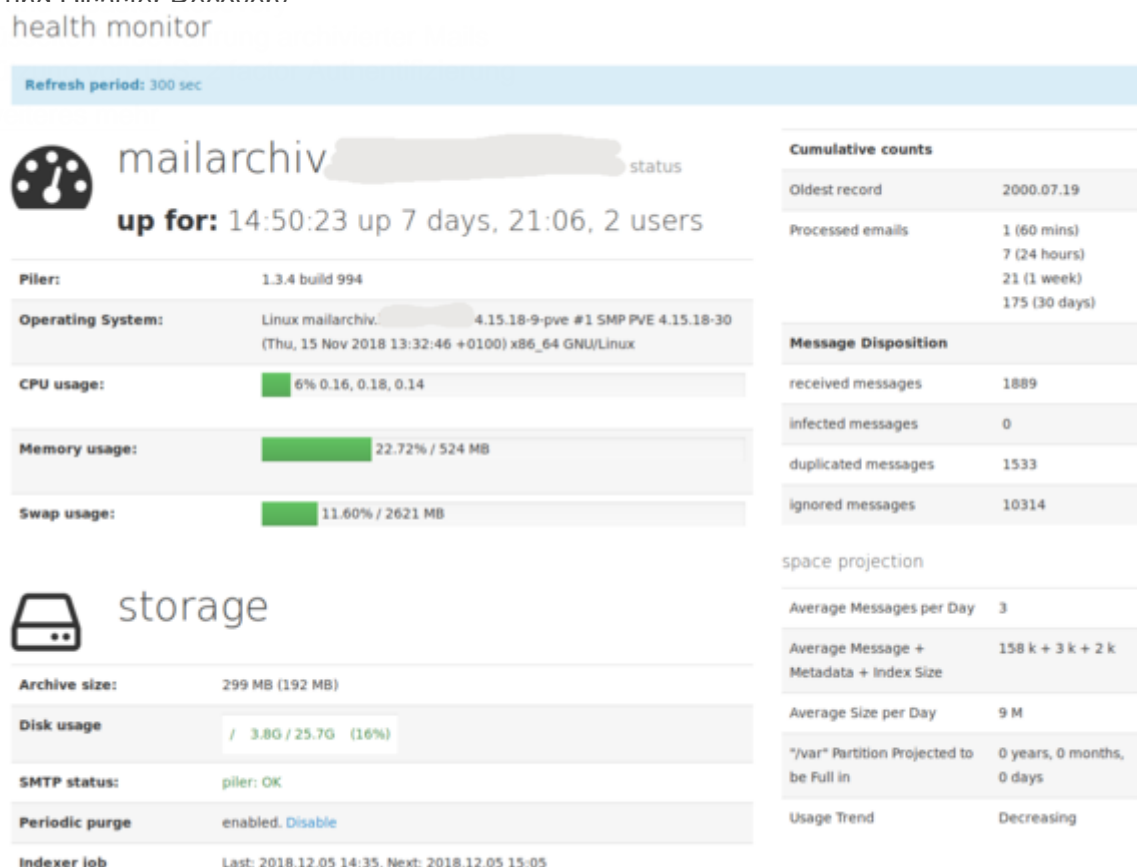 health monitor
Refresh period: 300 sec
mailarchiv
status
up for: 14:50:23 up 7 days, 21:06, 2 users
Piler: 1.3.4 build 994
Operating System: Linux mailarchiv. 4.15.18-9-pve #1 SMP PVE 4.15.18-30
(Thu, 15 Nov 2018 13:32:46 +0100) x86_64 GNU/Linux
CPU usage: 6% 0.16, 0.18, 0.14
Memory usage: 22.72% / 524 MB
Swap usage: 11.60% / 2621 MB
storage
Archive size: 299 MB (192 MB)
Disk usage / 3.8G / 25.7G (16%)
SMTP status: piler: OK
Periodic purge enabled. Disable
Indexer job Last: 2018.12.05 14:35, Next: 2018.12.05 15:05
Cumulative counts
Oldest record 2000.07.19
Processed emails 1 (60 mins)
7 (24 hours)
21 (1 week)
175 (30 days)
Message Disposition
received messages 1889
infected messages 0
duplicated messages 1533
ignored messages 10314
space projection
Average Messages per Day 3
Average Message + 158 k + 3 k + 2 k
Metadata + Index Size
Average Size per Day 9 M
"/var" Partition Projected to 0 years, 0 months,
be Full in 0 days
Usage Trend Decreasing